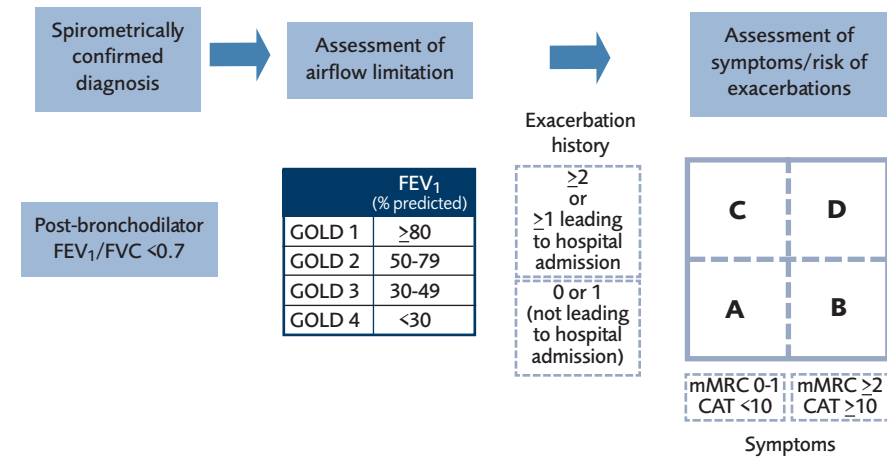 Spirometrically
confirmed
diagnosis
Assessment of
airflow limitation
Assessment of
symptoms/risk of
exacerbations
Post-bronchodilator
FEV₁/FVC <0.7
FEV₁
(% predicted)
GOLD 1 ≥80
GOLD 2 50-79
GOLD 3 30-49
GOLD 4 <30
Exacerbation
history
≥2
or
≥1 leading
to hospital
admission
0 or 1
(not leading
to hospital
admission)
C D
A B
mMRC 0-1 mMRC ≥2
CAT <10 CAT ≥10
Symptoms